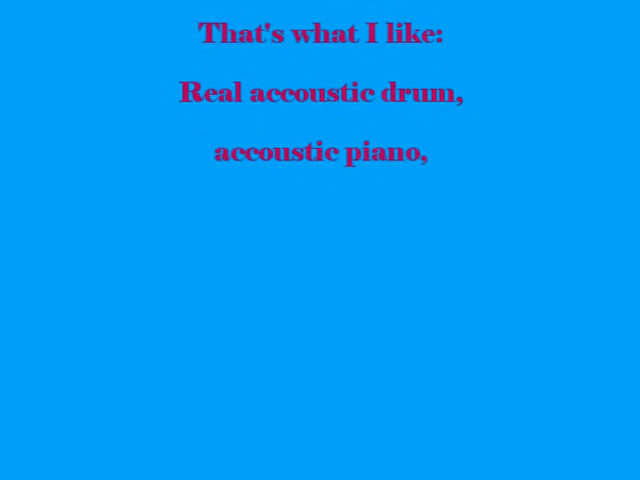 That's what I like:
Real accoustic drum,
accoustic piano,